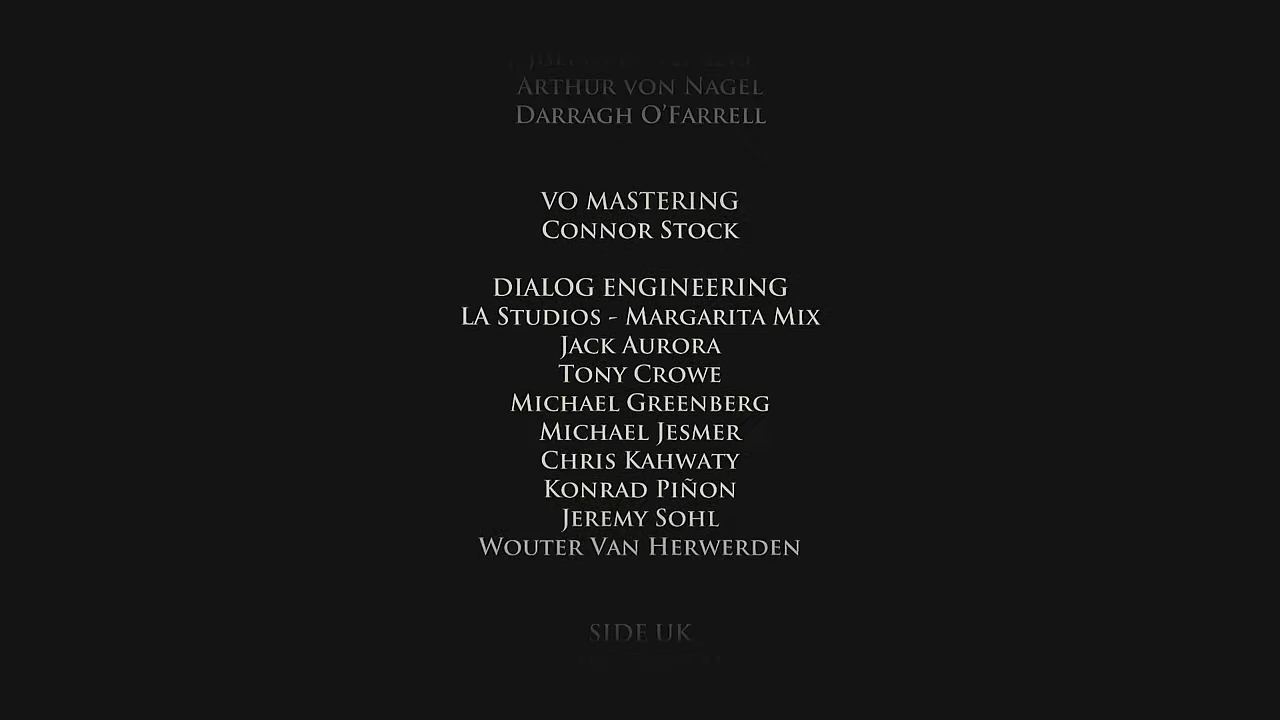 Arthur von Nagel
Darragh O'Farrell
VO MASTERING
Connor Stock
DIALOG ENGINEERING
LA Studios - Margarita Mix
Jack Aurora
Tony Crowe
Michael Greenberg
Michael Jesmer
Chris Kahwaty
Konrad Piñon
Jeremy Sohl
Wouter Van Herwerden
SIDE UK